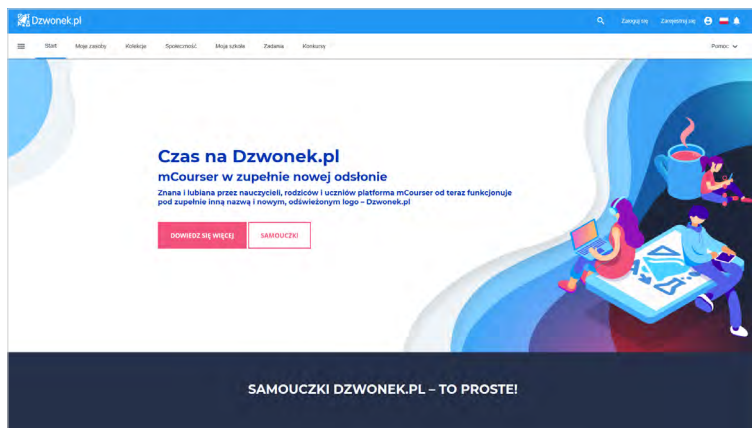 Dzwonek.pl
Zaloguj się Zarejestruj się
Start Moje zasoby Kolekcje Społeczność Moja szkoła Zadania Konkursy Pomoc
Czas na Dzwonek.pl
mCourser w zupełnie nowej odsłonie
Znana i lubiana przez nauczycieli, rodziców i uczniów platforma mCourser od teraz funkcjonuje
pod zupełnie inną nazwą i nowym, odświeżonym logo – Dzwonek.pl
DOWIEDZ SIĘ WIĘCEJ SAMOUCZKI
SAMOUCZKI DZWONEK.PL – TO PROSTE!